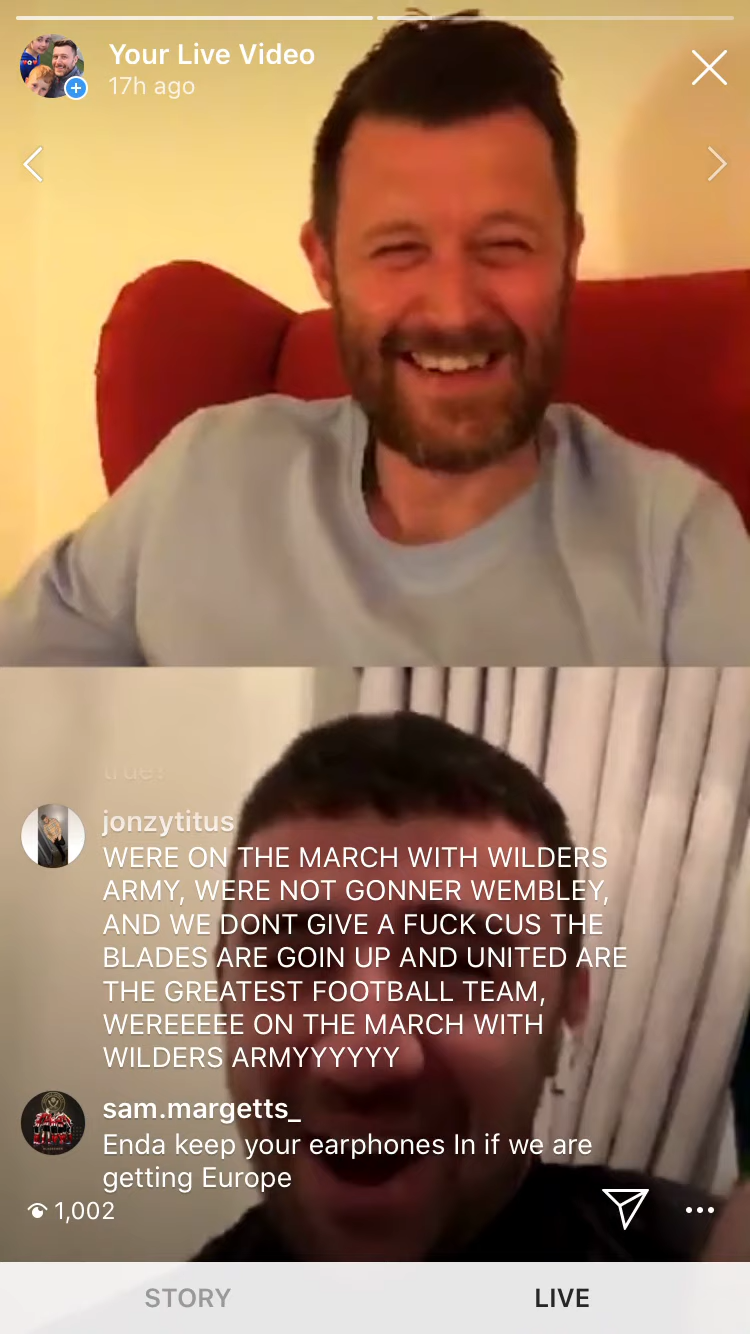 Your Live Video
17h ago
true?
jonzytitus
WERE ON THE MARCH WITH WILDERS
ARMY, WERE NOT GONNER WEMBLEY,
AND WE DONT GIVE A FUCK CUS THE
BLADES ARE GOIN UP AND UNITED ARE
THE GREATEST FOOTBALL TEAM,
WEREEEEE ON THE MARCH WITH
WILDERS ARMYYYYYY
sam.margetts_
Enda keep your earphones In if we are
getting Europe
1,002
STORY
LIVE